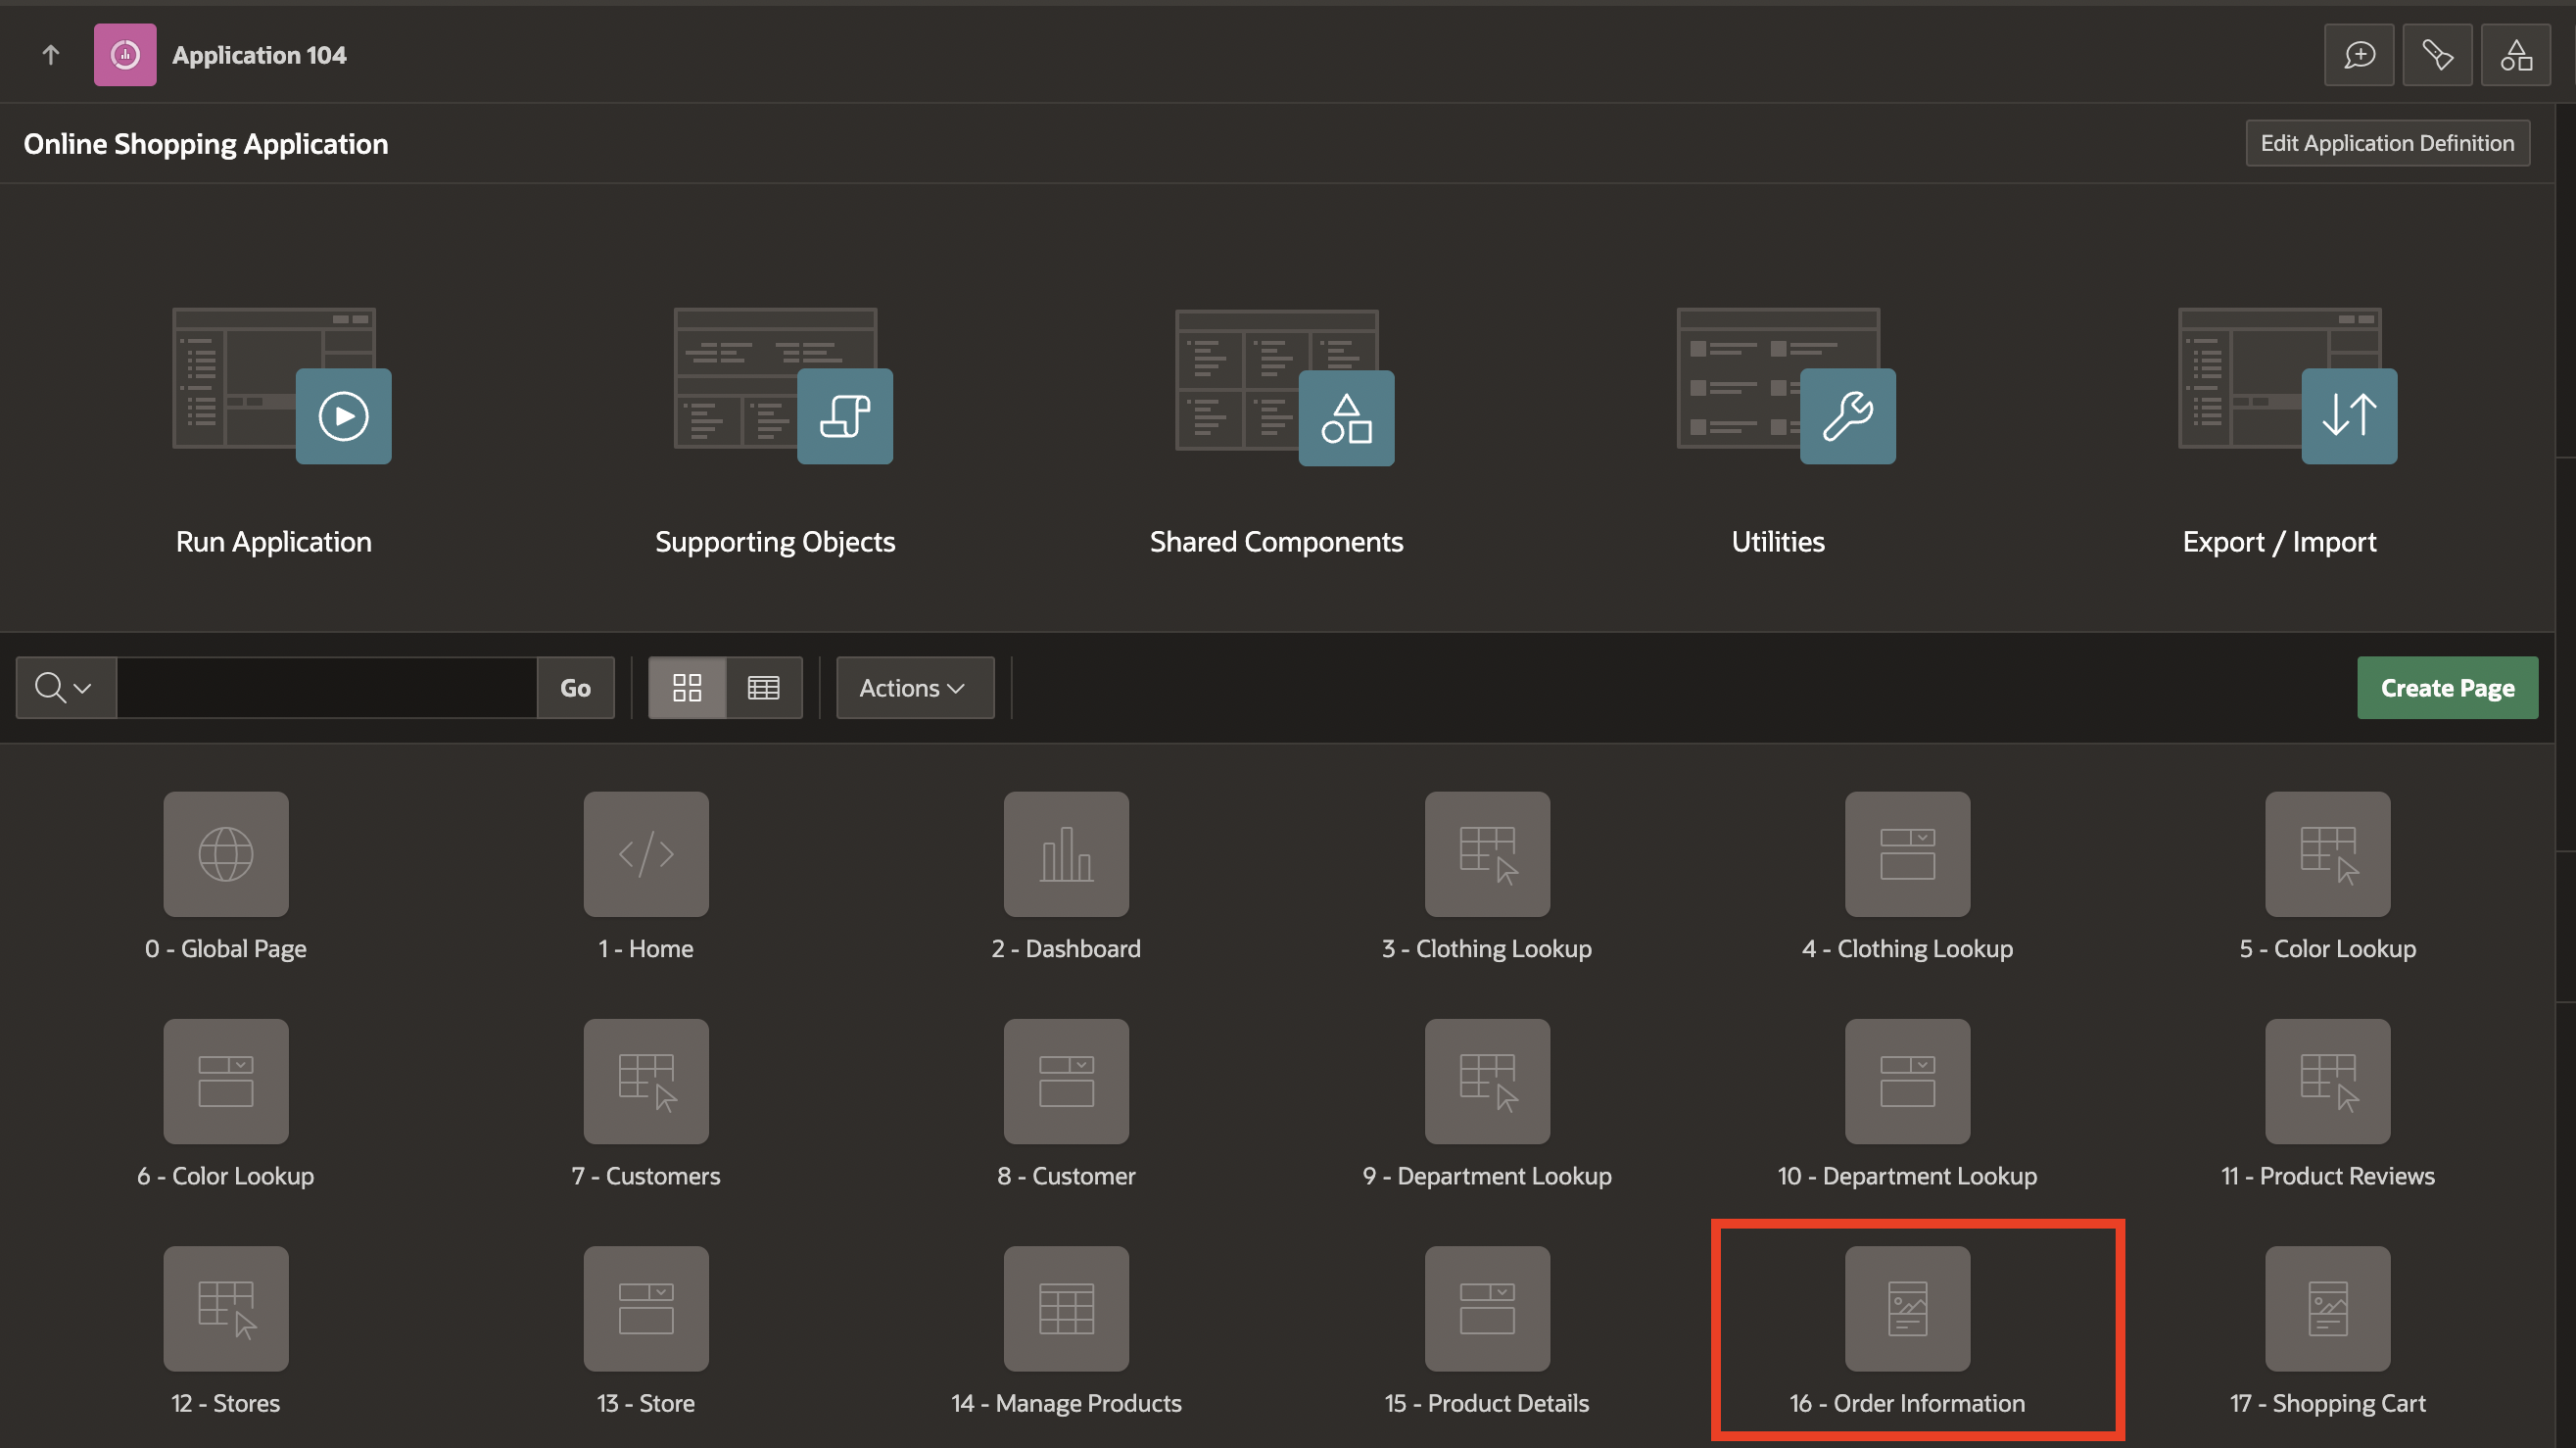 Application 104
Online Shopping Application
Edit Application Definition
Run Application
Supporting Objects
Shared Components
Utilities
Export / Import
Go
Actions
Create Page
0 - Global Page
1 - Home
2 - Dashboard
3 - Clothing Lookup
4 - Clothing Lookup
5 - Color Lookup
6 - Color Lookup
7 - Customers
8 - Customer
9 - Department Lookup
10 - Department Lookup
11 - Product Reviews
12 - Stores
13 - Store
14 - Manage Products
15 - Product Details
16 - Order Information
17 - Shopping Cart